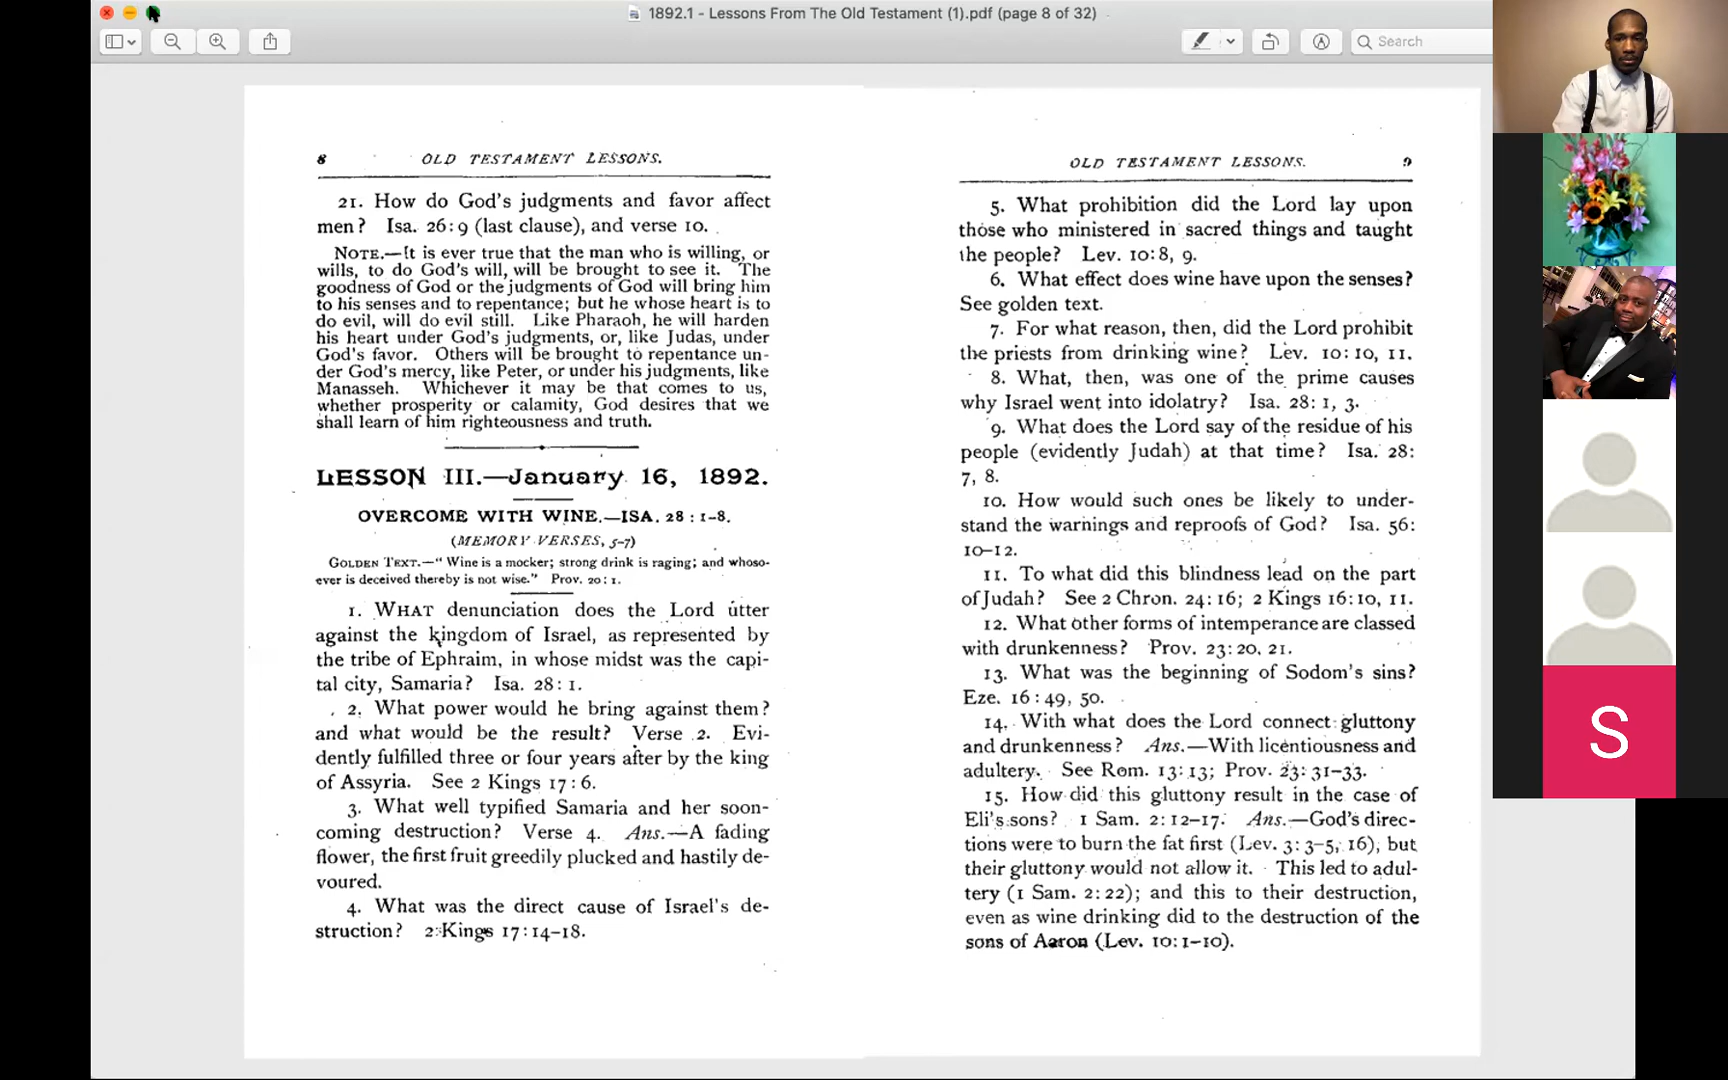 1892.1 - Lessons From The Old Testament (1).pdf (page 8 of 32)
Search
8 OLD TESTAMENT LESSONS.
21. How do God's judgments and favor affect
men? Isa. 26:9 (last clause), and verse 10.
NOTE.—It is ever true that the man who is willing, or
wills, to do God's will, will be brought to see it. The
goodness of God or the judgments of God will bring him
to his senses and to repentance; but he whose heart is to
do evil, will do evil still. Like Pharaoh, he will harden
his heart under God's judgments, or, like Judas, under
God's favor. Others will be brought to repentance un-
der God's mercy, like Peter, or under his judgments, like
Manasseh. Whichever it may be that comes to us,
whether prosperity or calamity, God desires that we
shall learn of him righteousness and truth.
LESSON III.—January 16, 1892.
OVERCOME WITH WINE.—ISA. 28:1-8.
(MEMORY VERSES, 5-7)
GOLDEN TEXT.—"Wine is a mocker; strong drink is raging; and whoso-
ever is deceived thereby is not wise." Prov. 20:1.
1. WHAT denunciation does the Lord utter
against the kingdom of Israel, as represented by
the tribe of Ephraim, in whose midst was the capi-
tal city, Samaria? Isa. 28:1.
2. What power would he bring against them?
and what would be the result? Verse 2. Evi-
dently fulfilled three or four years after by the king
of Assyria. See 2 Kings 17:6.
3. What well typified Samaria and her soon-
coming destruction? Verse 4. Ans.—A fading
flower, the first fruit greedily plucked and hastily de-
voured.
4. What was the direct cause of Israel's de-
struction? 2 Kings 17:14-18.
OLD TESTAMENT LESSONS. 9
5. What prohibition did the Lord lay upon
those who ministered in sacred things and taught
the people? Lev. 10:8, 9.
6. What effect does wine have upon the senses?
See golden text.
7. For what reason, then, did the Lord prohibit
the priests from drinking wine? Lev. 10:10, 11.
8. What, then, was one of the prime causes
why Israel went into idolatry? Isa. 28:1, 3.
9. What does the Lord say of the residue of his
people (evidently Judah) at that time? Isa. 28:
7, 8.
10. How would such ones be likely to under-
stand the warnings and reproofs of God? Isa. 56:
10-12.
11. To what did this blindness lead on the part
of Judah? See 2 Chron. 24:16; 2 Kings 16:10, 11.
12. What other forms of intemperance are classed
with drunkenness? Prov. 23:20, 21.
13. What was the beginning of Sodom's sins?
Eze. 16:49, 50.
14. With what does the Lord connect gluttony
and drunkenness? Ans.—With licentiousness and
adultery. See Rom. 13:13; Prov. 23:31-33.
15. How did this gluttony result in the case of
Eli's sons? 1 Sam. 2:12-17. Ans.—God's direc-
tions were to burn the fat first (Lev. 3:3-5, 16), but
their gluttony would not allow it. This led to adul-
tery (1 Sam. 2:22); and this to their destruction,
even as wine drinking did to the destruction of the
sons of Aaron (Lev. 10:1-10).
S